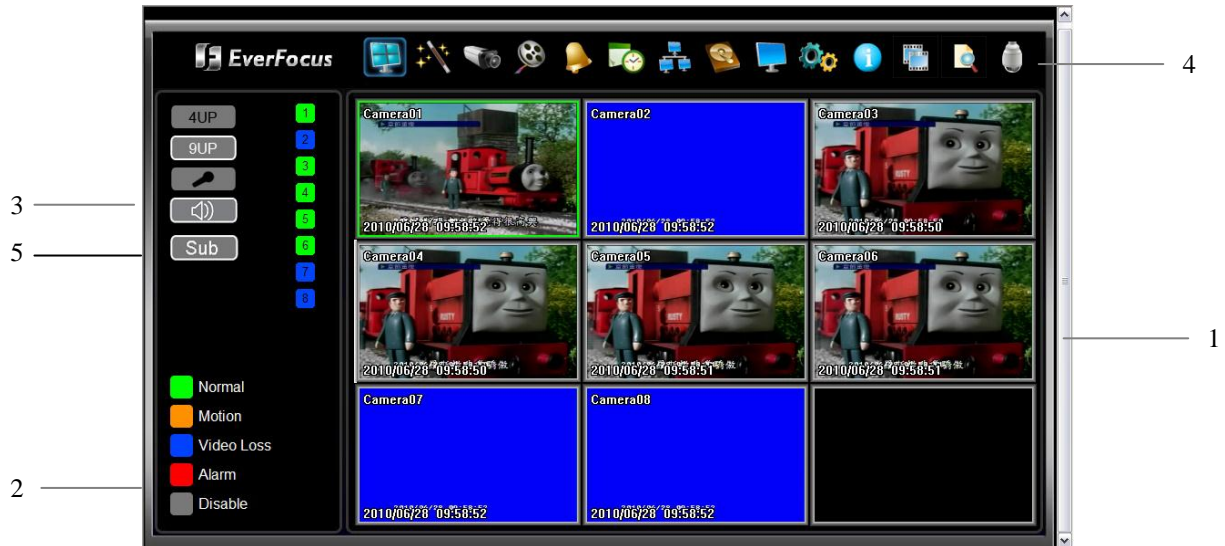 EverFocus
4
4UP
9UP
Sub
1
2
3
4
5
6
7
8
3
5
Normal
Motion
Video Loss
Alarm
Disable
2
Camera01
2010/06/28 09:58:52
Camera02
2010/06/28 09:58:52
Camera03
2010/06/28 09:58:50
Camera04
RUSTY
2010/06/28 09:58:50
Camera05
RUSTY
2010/06/28 09:58:51
Camera06
RUSTY
2010/06/28 09:58:51
Camera07
2010/06/28 09:58:52
Camera08
2010/06/28 09:58:52
1